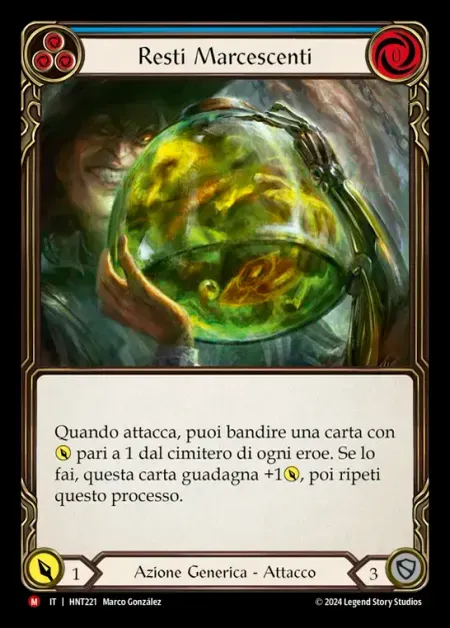 Resti Marcescenti
0
Quando attacca, puoi bandire una carta con
pari a 1 dal cimitero di ogni eroe. Se lo
fai, questa carta guadagna +1, poi ripeti
questo processo.
1
Azione Generica - Attacco
3
M
IT | HNT221 Marco González
© 2024 Legend Story Studios